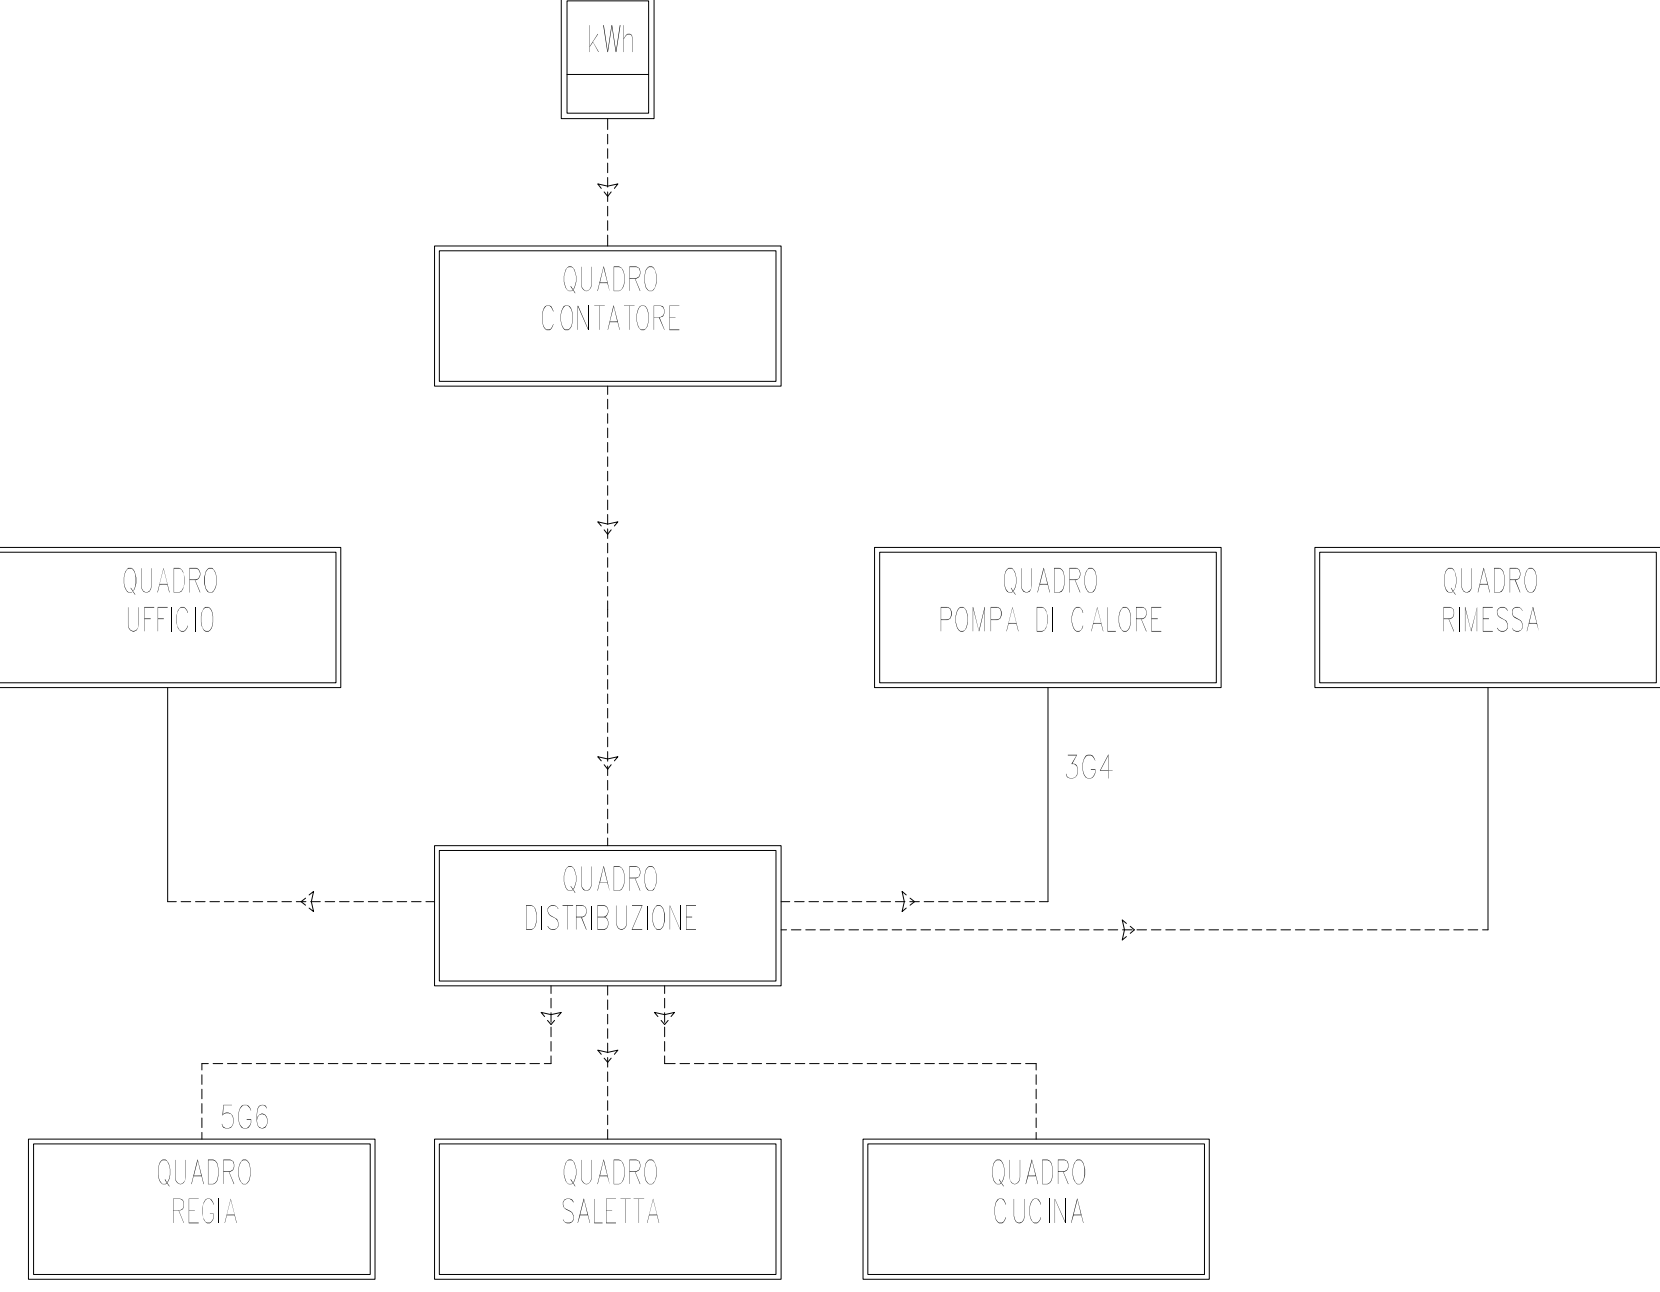 kWh
QUADRO
CONTATORE
QUADRO
UFFICIO
QUADRO
POMPA DI CALORE
QUADRO
RIMESSA
3G4
QUADRO
DISTRIBUZIONE
5G6
QUADRO
REGIA
QUADRO
SALETTA
QUADRO
CUCINA